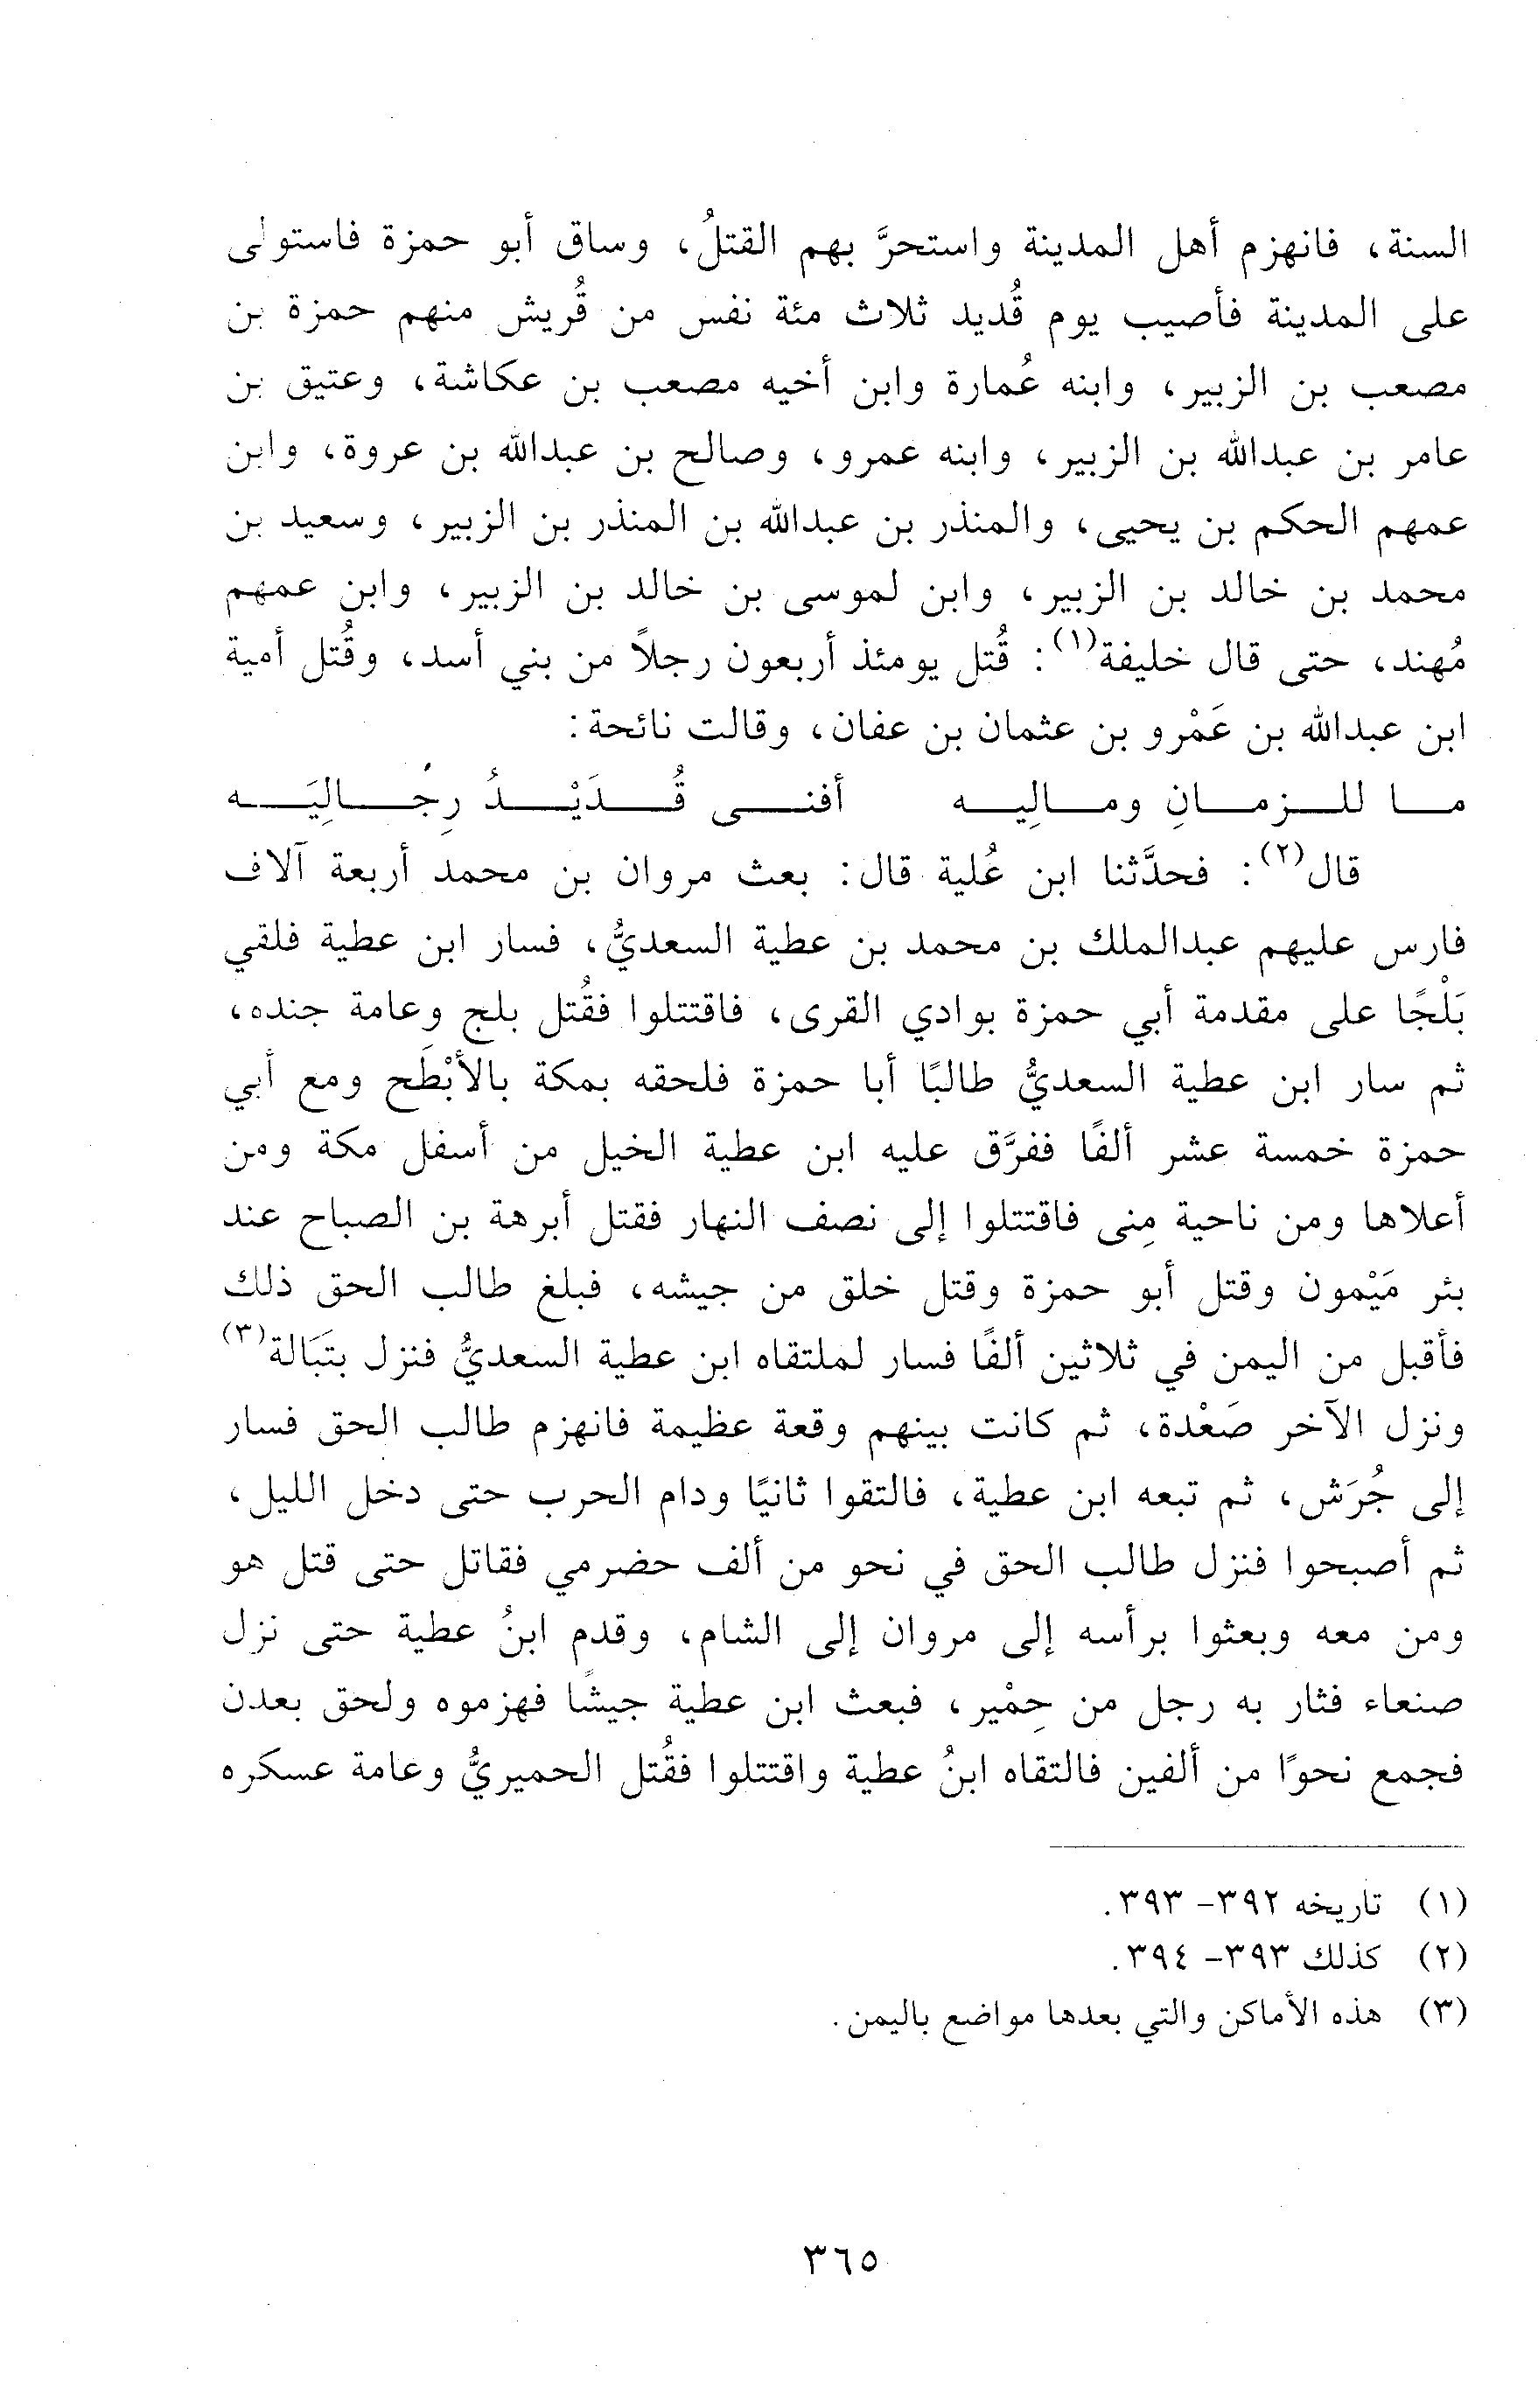 السنة، فانهزم أهل المدينة واستحرَّ بهم القتلُ، وساق أبو حمزة فاستولى
على المدينة فأصيب يوم قُديد ثلاث مئة نفس من قُريش منهم حمزة بن
مصعب بن الزبير، وابنه عُمارة وابن أخيه مصعب بن عكاشة، وعتيق بن
عامر بن عبدالله بن الزبير، وابنه عمرو، وصالح بن عبدالله بن عروة، وابن
عمهم الحكم بن يحيى، والمنذر بن عبدالله بن المنذر بن الزبير، وسعيد بن
محمد بن خالد بن الزبير، وابن لموسى بن خالد بن الزبير، وابن عمهم
مُهند، حتى قال خليفة(١): قُتل يومئذ أربعون رجلاً من بني أسد، وقُتل أمية
ابن عبدالله بن عَمْرو بن عثمان بن عفان، وقالت نائحة:
ما للزمانِ ومالِيه أفنى قُدَيْدُ رِجُالِيَه
قال(٢): فحدَّثنا ابن عُلية قال: بعث مروان بن محمد أربعة آلاف
فارس عليهم عبدالملك بن محمد بن عطية السعديُّ، فسار ابن عطية فلقي
بَلْجًا على مقدمة أبي حمزة بوادي القرى، فاقتتلوا فقُتل بلج وعامة جنده،
ثم سار ابن عطية السعديُّ طالبًا أبا حمزة فلحقه بمكة بالأبْطَح ومع أبي
حمزة خمسة عشر ألفًا ففرَّق عليه ابن عطية الخيل من أسفل مكة ومن
أعلاها ومن ناحية مِنى فاقتتلوا إلى نصف النهار فقتل أبرهة بن الصباح عند
بئر مَيْمون وقتل أبو حمزة وقتل خلق من جيشه، فبلغ طالب الحق ذلك
فأقبل من اليمن في ثلاثين ألفًا فسار لملتقاه ابن عطية السعديُّ فنزل بتَبَالة(٣)
ونزل الآخر صَعْدة، ثم كانت بينهم وقعة عظيمة فانهزم طالب الحق فسار
إلى جُرَش، ثم تبعه ابن عطية، فالتقوا ثانيًا ودام الحرب حتى دخل الليل،
ثم أصبحوا فنزل طالب الحق في نحو من ألف حضرمي فقاتل حتى قتل هو
ومن معه وبعثوا برأسه إلى مروان إلى الشام، وقدم ابنُ عطية حتى نزل
صنعاء فثار به رجل من حِمْير، فبعث ابن عطية جيشًا فهزموه ولحق بعدن
فجمع نحوًا من ألفين فالتقاه ابنُ عطية واقتتلوا فقُتل الحميريُّ وعامة عسكره
(١) تاريخه ٣٩٢- ٣٩٣.
(٢) كذلك ٣٩٣- ٣٩٤.
(٣) هذه الأماكن والتي بعدها مواضع باليمن.
٣٦٥